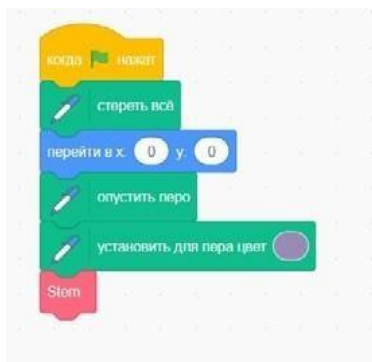 когда нажат
стереть всё
перейти в x: 0 y: 0
опустить перо
установить для пера цвет
Stem